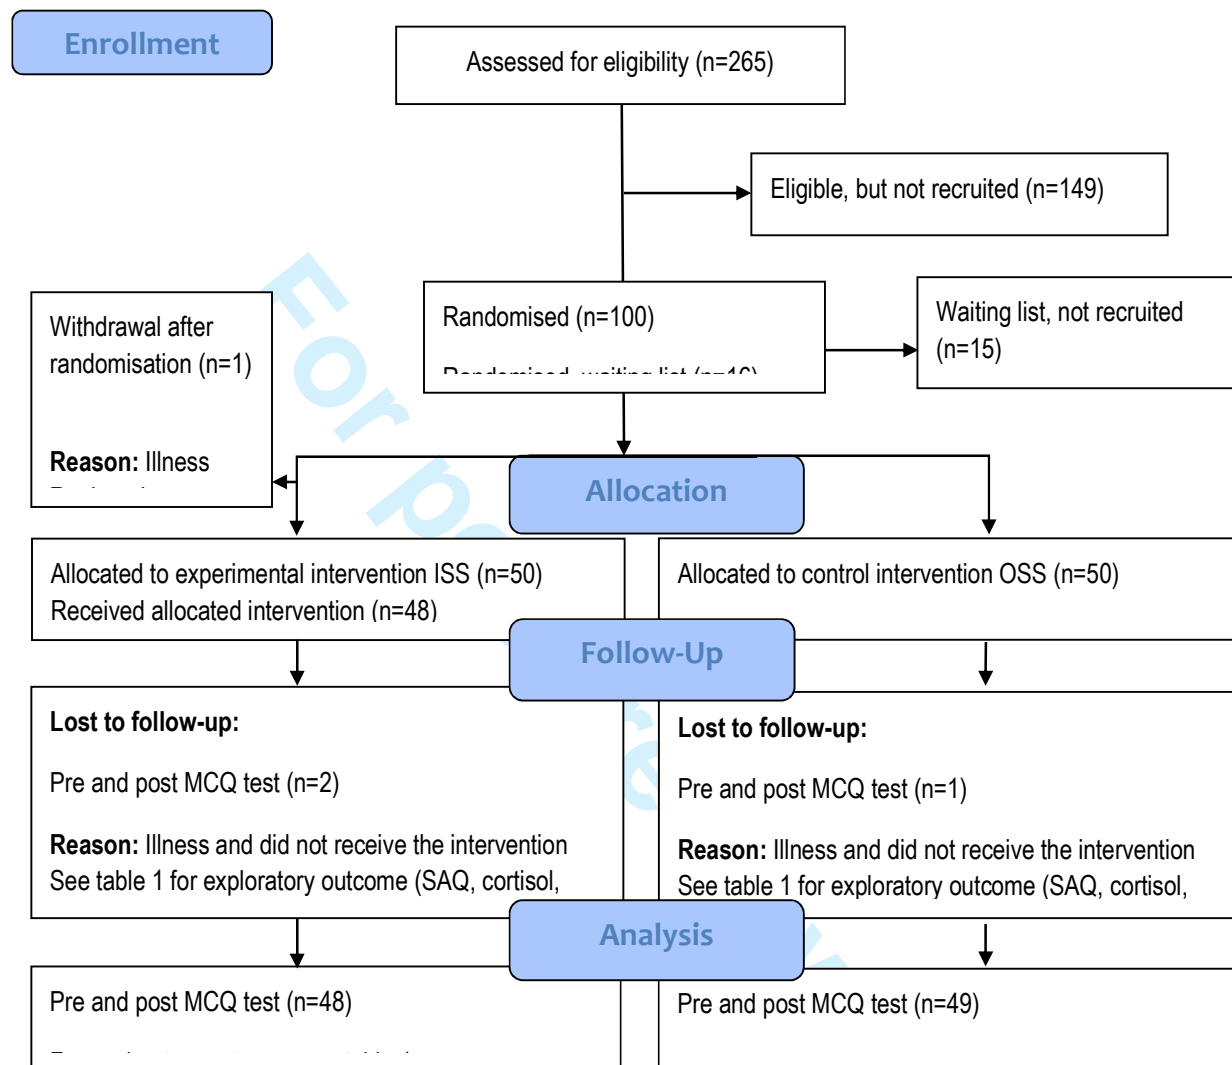 Enrollment
Assessed for eligibility (n=265)
Eligible, but not recruited (n=149)
Withdrawal after
randomisation (n=1)
Reason: Illness
Randomised (n=100)
Randomised, waiting list (n=16)
Waiting list, not recruited
(n=15)
Allocation
Allocated to experimental intervention ISS (n=50)
Received allocated intervention (n=48)
Allocated to control intervention OSS (n=50)
Follow-Up
Lost to follow-up:
Pre and post MCQ test (n=2)
Reason: Illness and did not receive the intervention
See table 1 for exploratory outcome (SAQ, cortisol,
Lost to follow-up:
Pre and post MCQ test (n=1)
Reason: Illness and did not receive the intervention
See table 1 for exploratory outcome (SAQ, cortisol,
Analysis
Pre and post MCQ test (n=48)
Pre and post MCQ test (n=49)
For